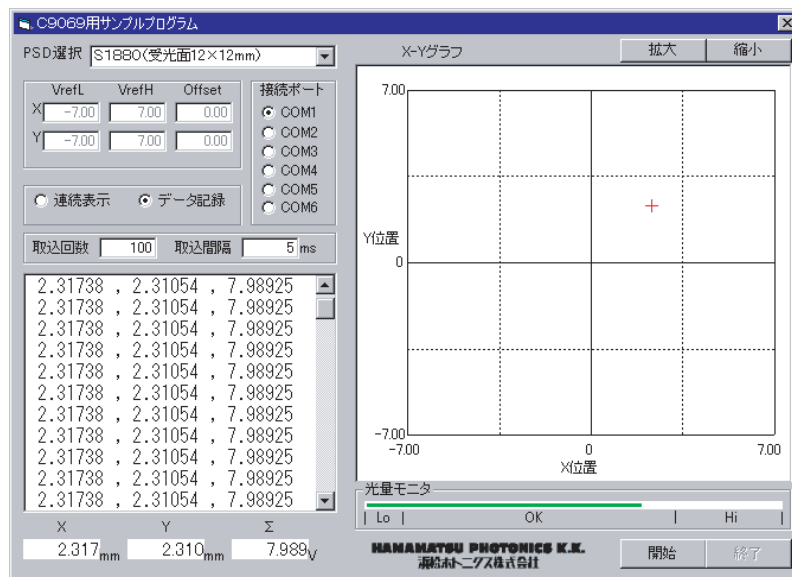 C9069用サンプルプログラム
PSD選択 S1880(受光面12×12mm)
VrefL VrefH Offset
X -7.00 7.00 0.00
Y -7.00 7.00 0.00
接続ポート
COM1
COM2
COM3
COM4
COM5
COM6
連続表示 データ記録
取込回数 100 取込間隔 5 ms
2.31738 , 2.31054 , 7.98925
2.31738 , 2.31054 , 7.98925
2.31738 , 2.31054 , 7.98925
2.31738 , 2.31054 , 7.98925
2.31738 , 2.31054 , 7.98925
2.31738 , 2.31054 , 7.98925
2.31738 , 2.31054 , 7.98925
2.31738 , 2.31054 , 7.98925
2.31738 , 2.31054 , 7.98925
2.31738 , 2.31054 , 7.98925
2.31738 , 2.31054 , 7.98925
X Y Σ
2.317mm 2.310mm 7.989V
X-Yグラフ 拡大 縮小
7.00
Y位置
0
-7.00
-7.00 0 7.00
X位置
光量モニタ
| Lo | OK | Hi |
HAMAMATSU PHOTONICS K.K.
浜松ホトニクス株式会社
開始 終了